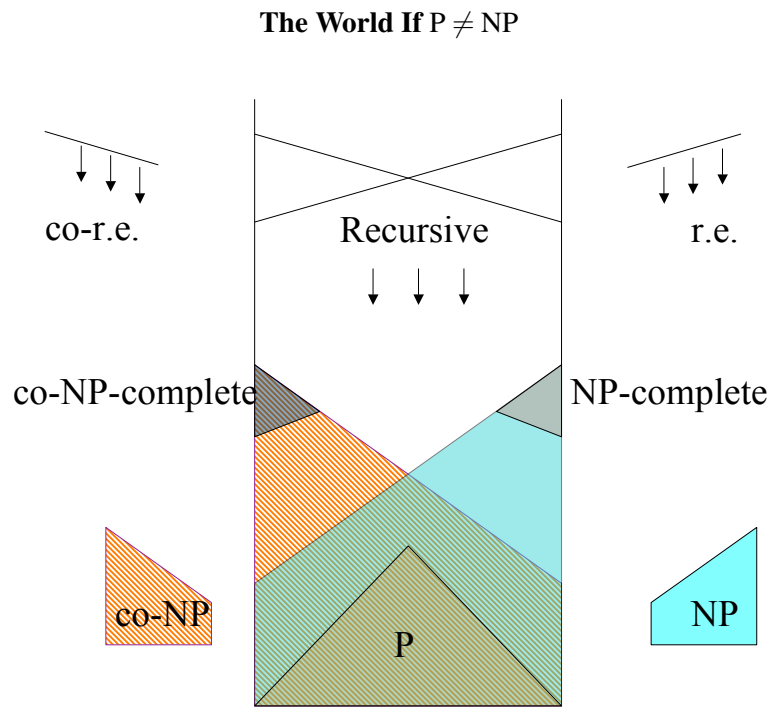 The World If P ≠ NP
co-r.e.
Recursive
r.e.
co-NP-complete
NP-complete
co-NP
P
NP